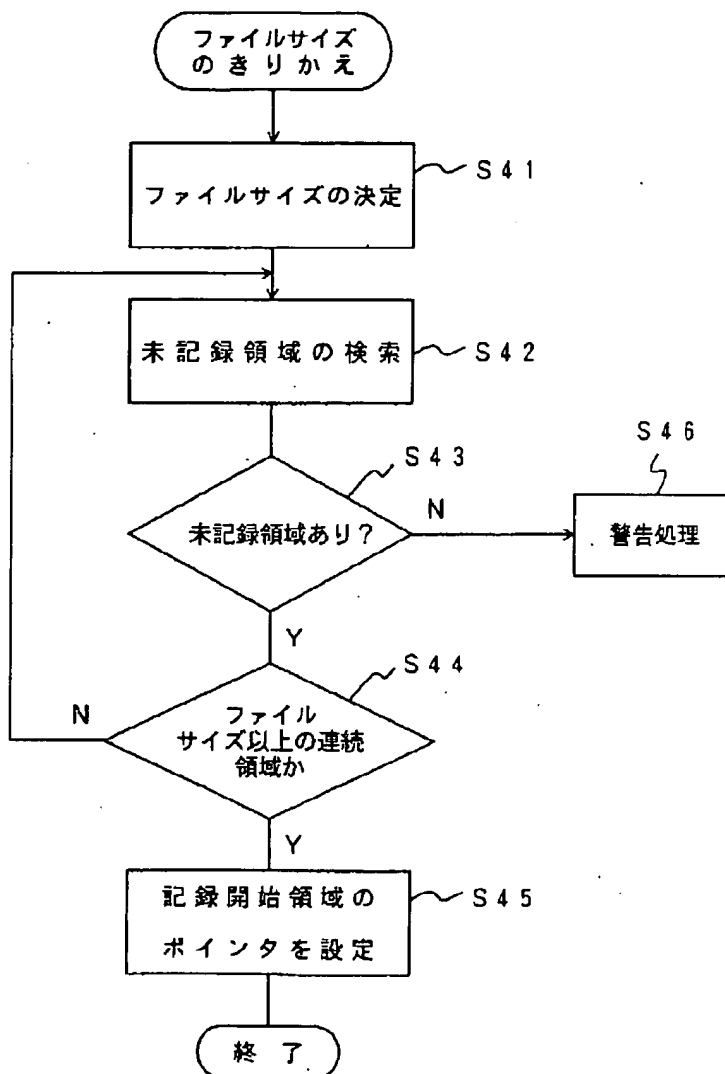 ファイルサイズ
のきりかえ
S41
ファイルサイズの決定
未記録領域の検索
S42
S46
S43
未記録領域あり?
N
警告処理
Y
S44
N
ファイル
サイズ以上の連続
領域か
Y
記録開始領域の
ポインタを設定
S45
終了